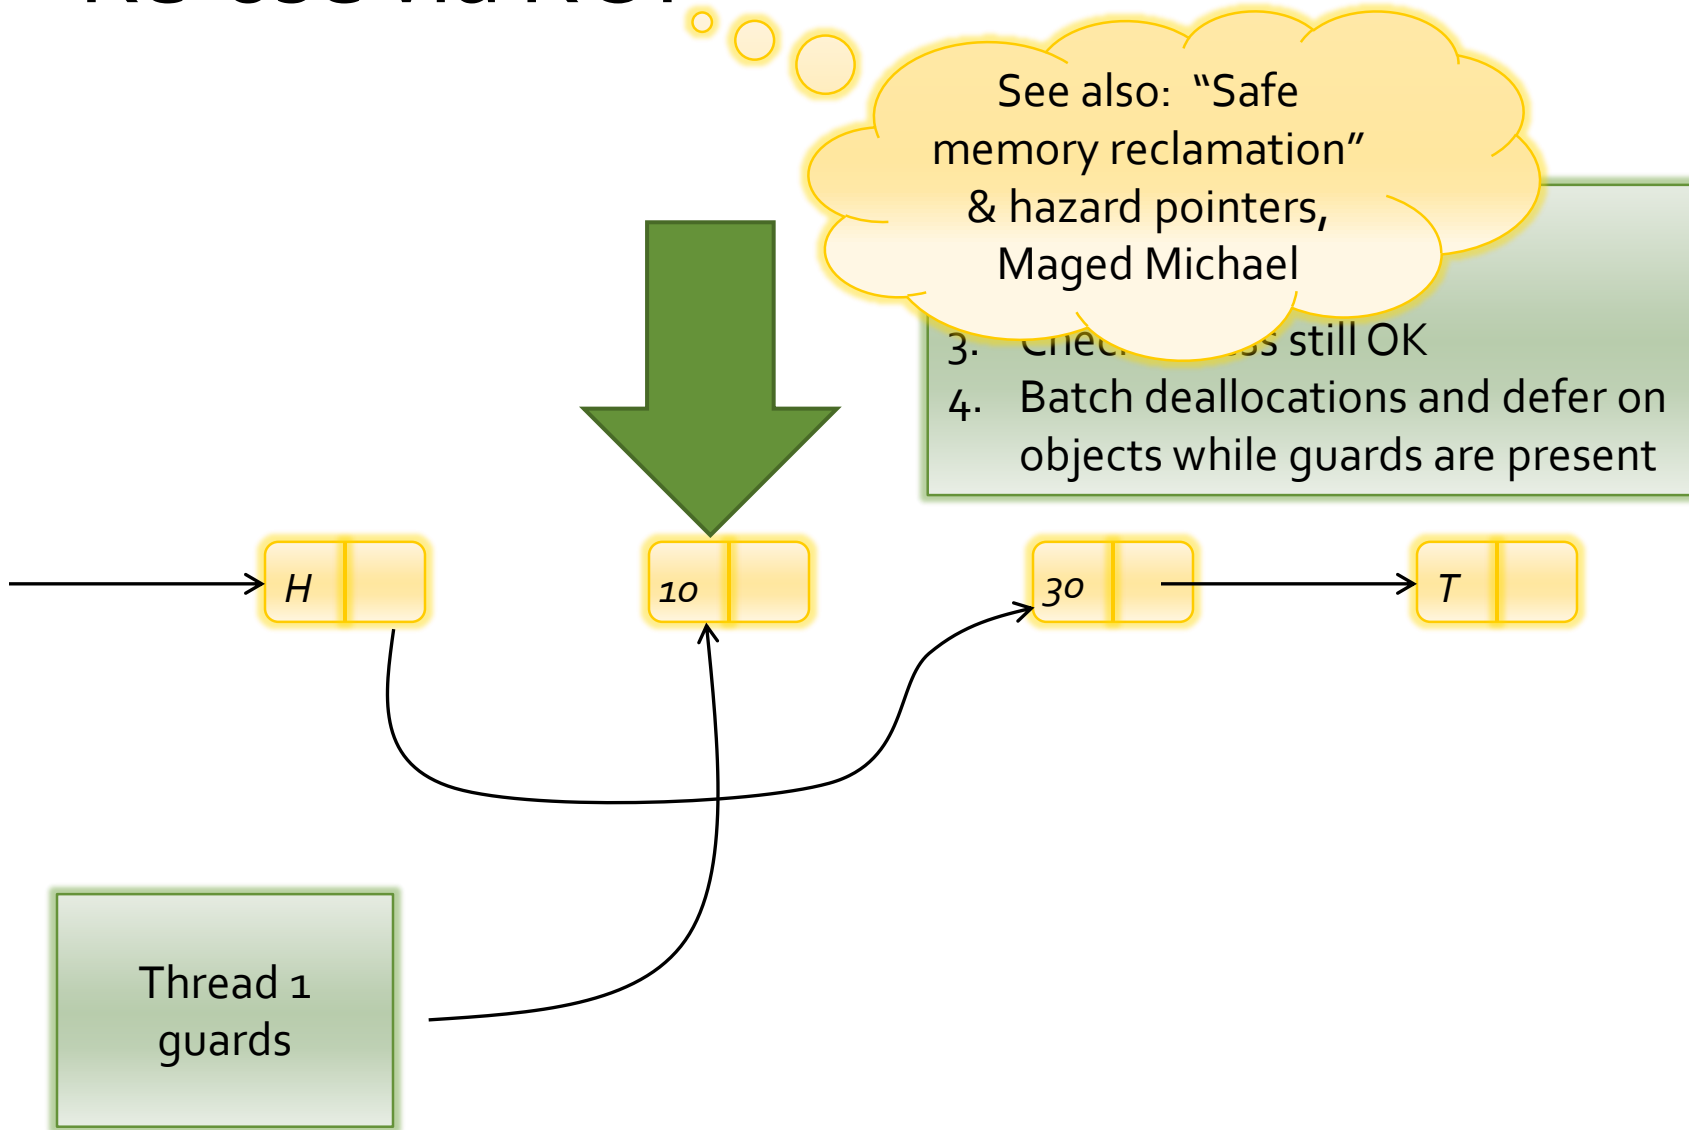 See also: “Safe
memory reclamation”
& hazard pointers,
Maged Michael
3. still OK
4. Batch deallocations and defer on
objects while guards are present
H
10
30
T
Thread 1
guards